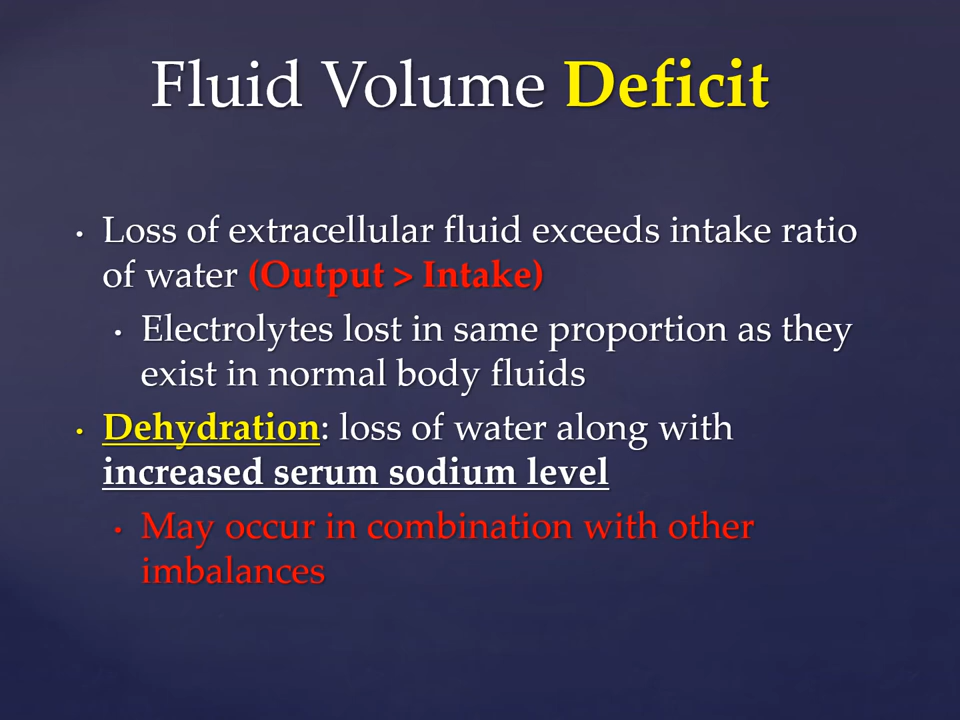 Fluid Volume Deficit
• Loss of extracellular fluid exceeds intake ratio
of water (Output > Intake)
• Electrolytes lost in same proportion as they
exist in normal body fluids
• Dehydration: loss of water along with
increased serum sodium level
• May occur in combination with other
imbalances